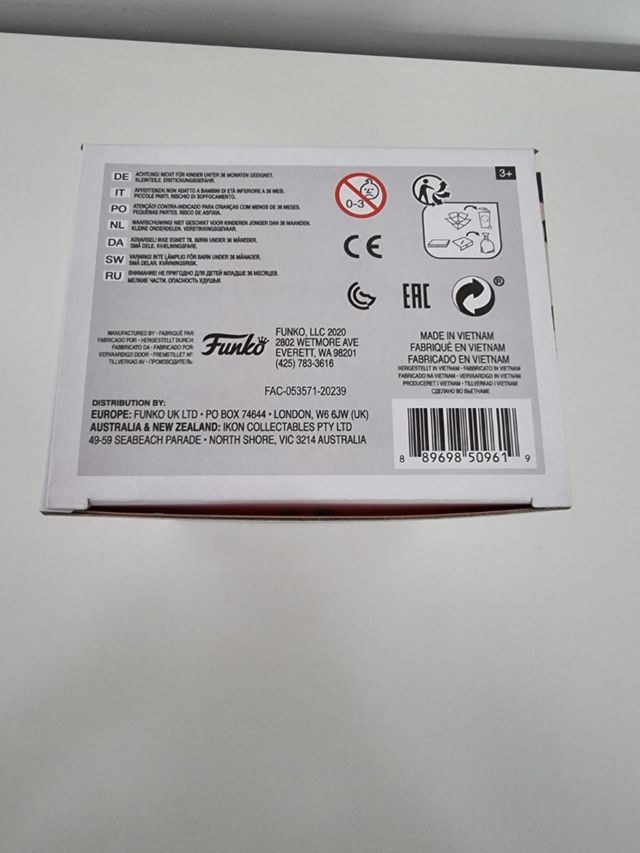 DE ACHTUNG! NICHT FÜR KINDER UNTER 36 MONATEN GEEIGNET.
KLEINTEILE. ERSTICKUNGSGEFAHR.
IT AVVERTENZA! NON ADATTO A BAMBINI DI ETÀ INFERIORE A 36 MESI.
PICCOLE PARTI. RISCHIO DI SOFFOCAMENTO.
PO ATENÇÃO! CONTRA-INDICADO PARA CRIANÇAS COM MENOS DE 36 MESES.
PEQUENAS PARTES. RISCO DE ASFIXIA.
NL WAARSCHUWING! NIET GESCHIKT VOOR KINDEREN JONGER DAN 36 MAANDEN.
KLEINE ONDERDELEN. VERSTIKKINGSGEVAAR.
DA ADVARSEL! IKKE EGNET TIL BØRN UNDER 36 MÅNEDER.
SMÅ DELE. KVÆLNINGSFARE.
SW VARNING! INTE LÄMPLIG FÖR BARN UNDER 36 MÅNADER.
SMÅ DELAR. KVÄVNINGSRISK.
RU ВНИМАНИЕ! НЕ ПРИГОДНО ДЛЯ ДЕТЕЙ МЛАДШЕ 36 МЕСЯЦЕВ.
МЕЛКИЕ ЧАСТИ. ОПАСНОСТЬ УДУШЬЯ
0-3
3+
CE
EAC
®
MANUFACTURED BY • FABRIQUÉ PAR
FABRICADO POR • HERGESTELLT DURCH
FABBRICATO DA • FABRICADO POR
VERVAARDIGD DOOR • FREMSTILLET AF
TILLVERKAD AV • ПРОИЗВОДИТЕЛЬ:
Funko
FUNKO, LLC 2020
2802 WETMORE AVE
EVERETT, WA 98201
(425) 783-3616
FAC-053571-20239
MADE IN VIETNAM
FABRIQUÉ EN VIETNAM
FABRICADO EN VIETNAM
HERGESTELLT IN VIETNAM • FABBRICATO IN VIETNAM
FABRICADO NA VIETNAM • VERVAARDIGD IN VIETNAM
PRODUCERET I VIETNAM • TILLVERKAD I VIETNAM
СДЕЛАНО ВО ВЬЕТНАМЕ
DISTRIBUTION BY:
EUROPE: FUNKO UK LTD • PO BOX 74644 • LONDON, W6 6JW (UK)
AUSTRALIA & NEW ZEALAND: IKON COLLECTABLES PTY LTD
49-59 SEABEACH PARADE • NORTH SHORE, VIC 3214 AUSTRALIA
8 89698 50961 9